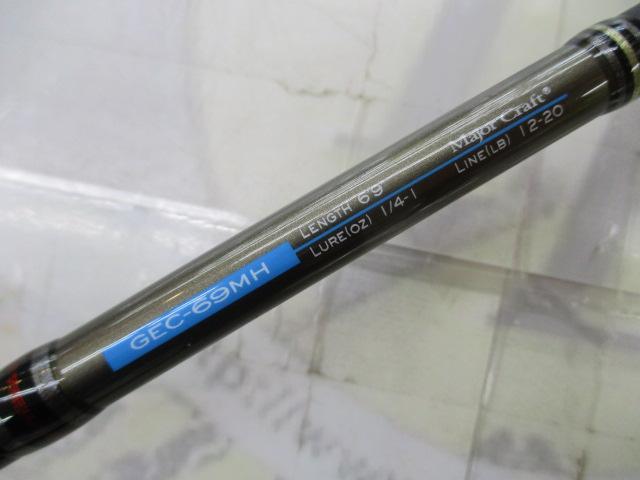 GEC-69MH
LENGTH 6'9"
LURE(OZ) 1/4-1
Major Craft®
LINE(LB) 12-20